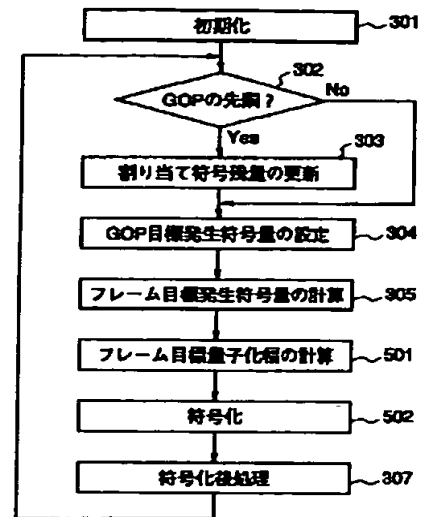 初期化 301
302
GOPの先頭? No
Yes
303
割り当て符号残量の更新
GOP目標発生符号量の設定 304
フレーム目標発生符号量の計算 305
フレーム目標量子化幅の計算 501
符号化 502
符号化後処理 307